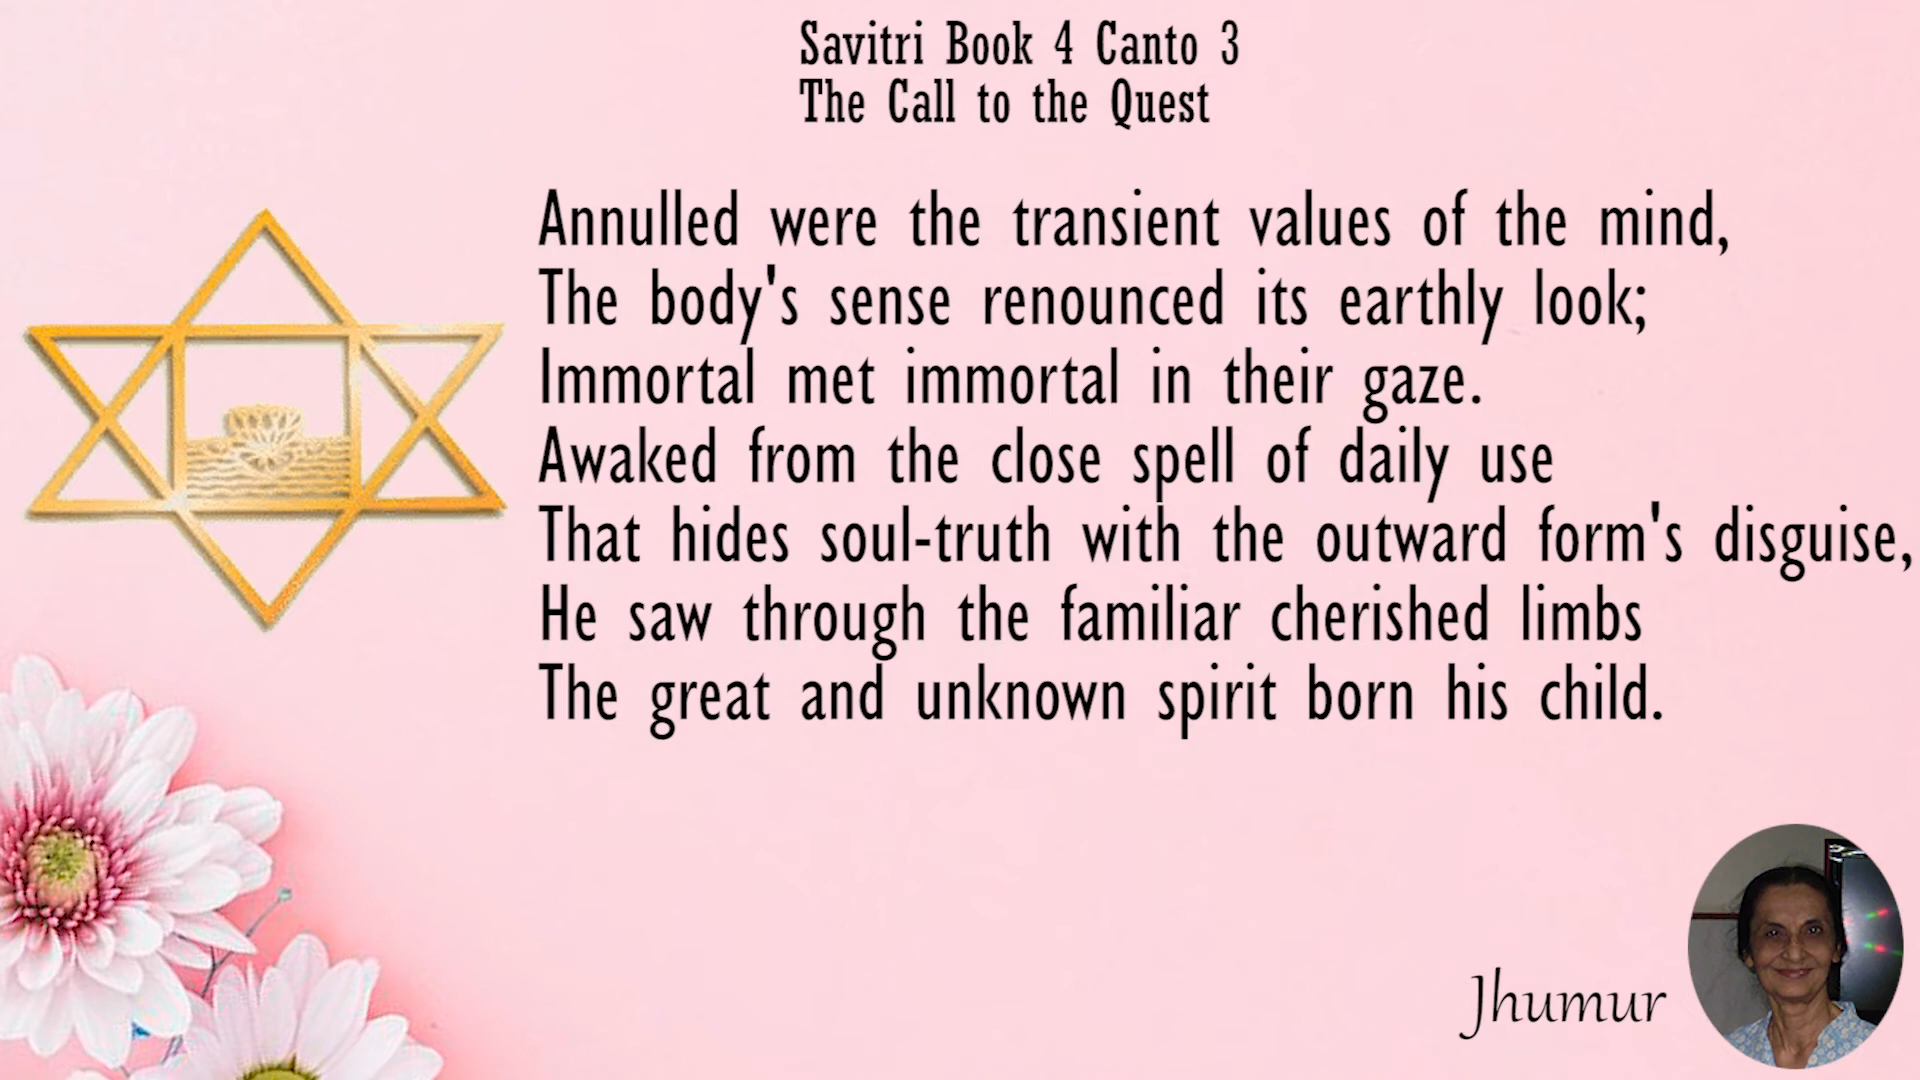 Savitri Book 4 Canto 3
The Call to the Quest
Annulled were the transient values of the mind,
The body's sense renounced its earthly look;
Immortal met immortal in their gaze.
Awaked from the close spell of daily use
That hides soul-truth with the outward form's disguise,
He saw through the familiar cherished limbs
The great and unknown spirit born his child.
Jhumur